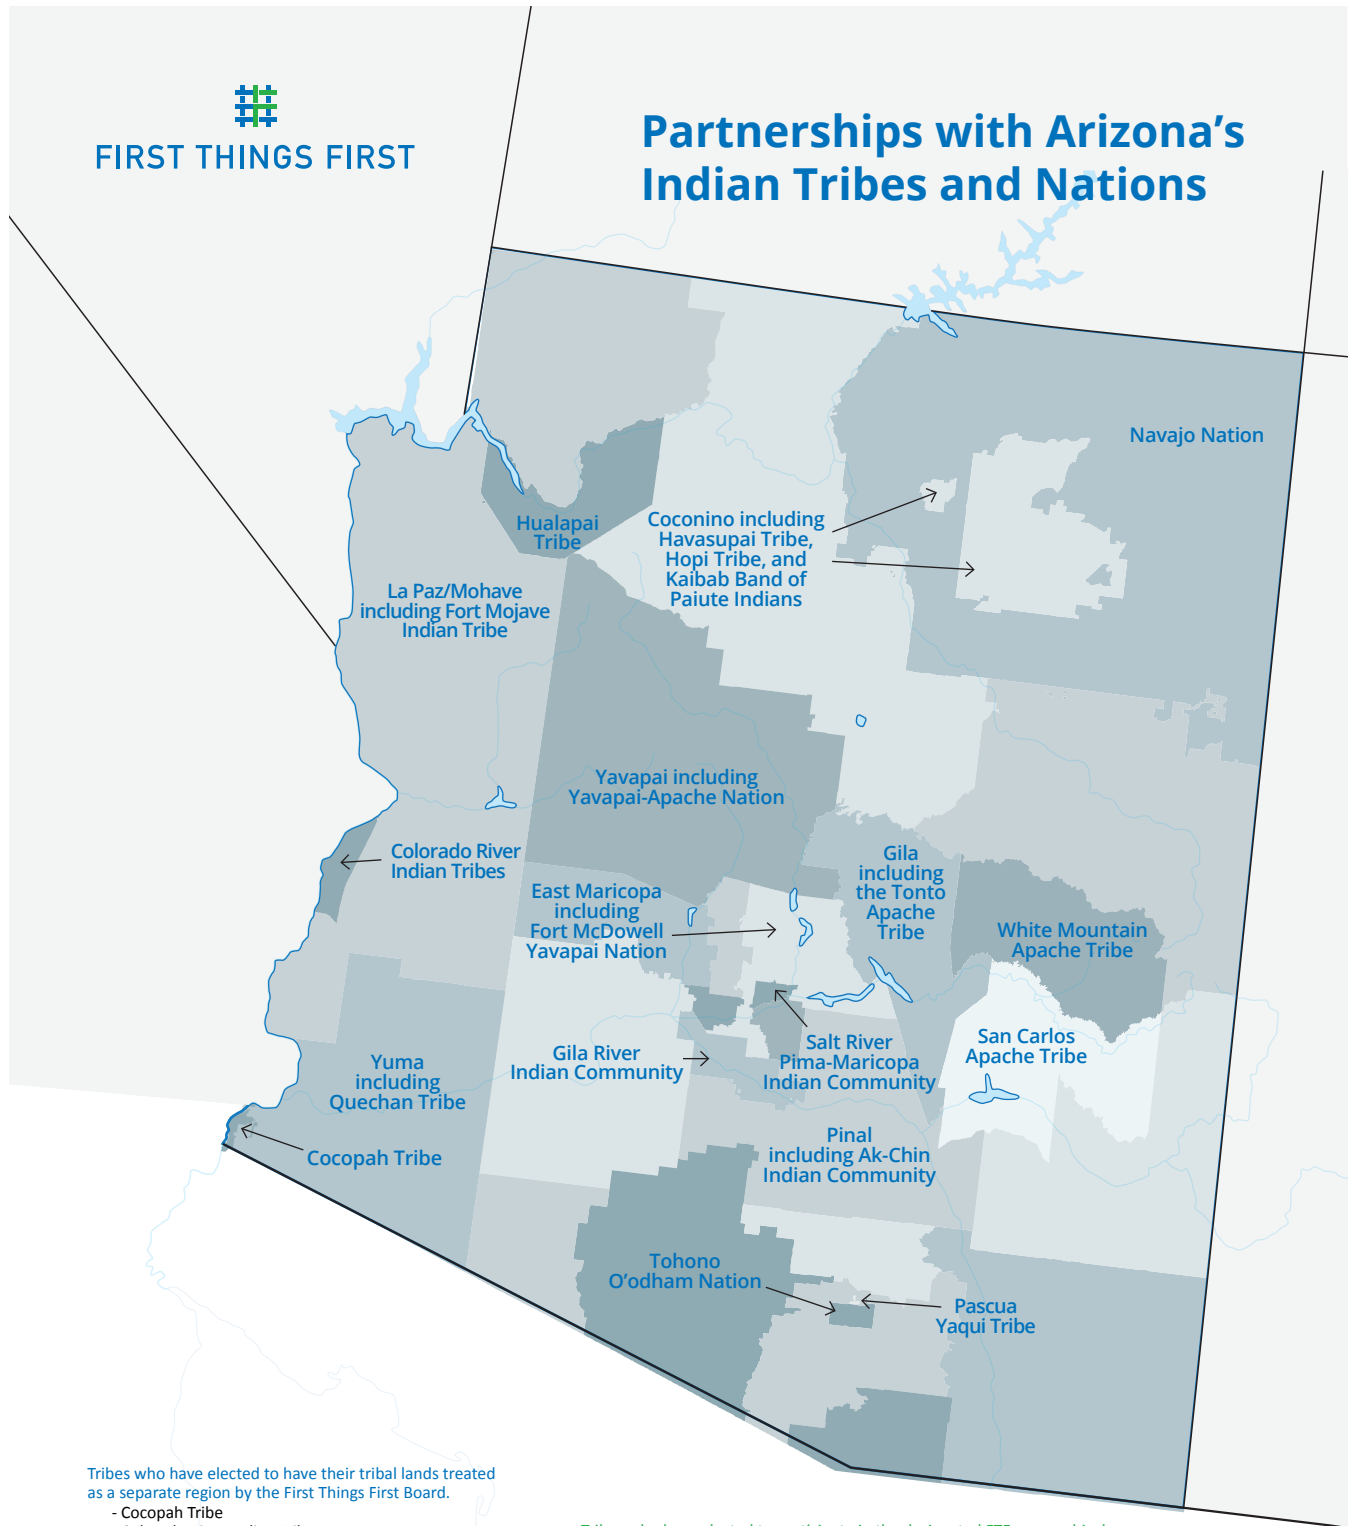 FIRST THINGS FIRST
Partnerships with Arizona's
Indian Tribes and Nations
Navajo Nation
Hualapai
Tribe
Coconino including
Havasupai Tribe,
Hopi Tribe, and
Kaibab Band of
Paiute Indians
La Paz/Mohave
including Fort Mojave
Indian Tribe
Yavapai including
Yavapai-Apache Nation
Colorado River
Indian Tribes
East Maricopa
including
Fort McDowell
Yavapai Nation
Gila
including
the Tonto
Apache
Tribe
White Mountain
Apache Tribe
Gila River
Indian Community
Salt River
Pima-Maricopa
Indian Community
San Carlos
Apache Tribe
Yuma
including
Quechan Tribe
Cocopah Tribe
Pinal
including Ak-Chin
Indian Community
Tohono
O'odham Nation
Pascua
Yaqui Tribe
Tribes who have elected to have their tribal lands treated
as a separate region by the First Things First Board.
- Cocopah Tribe